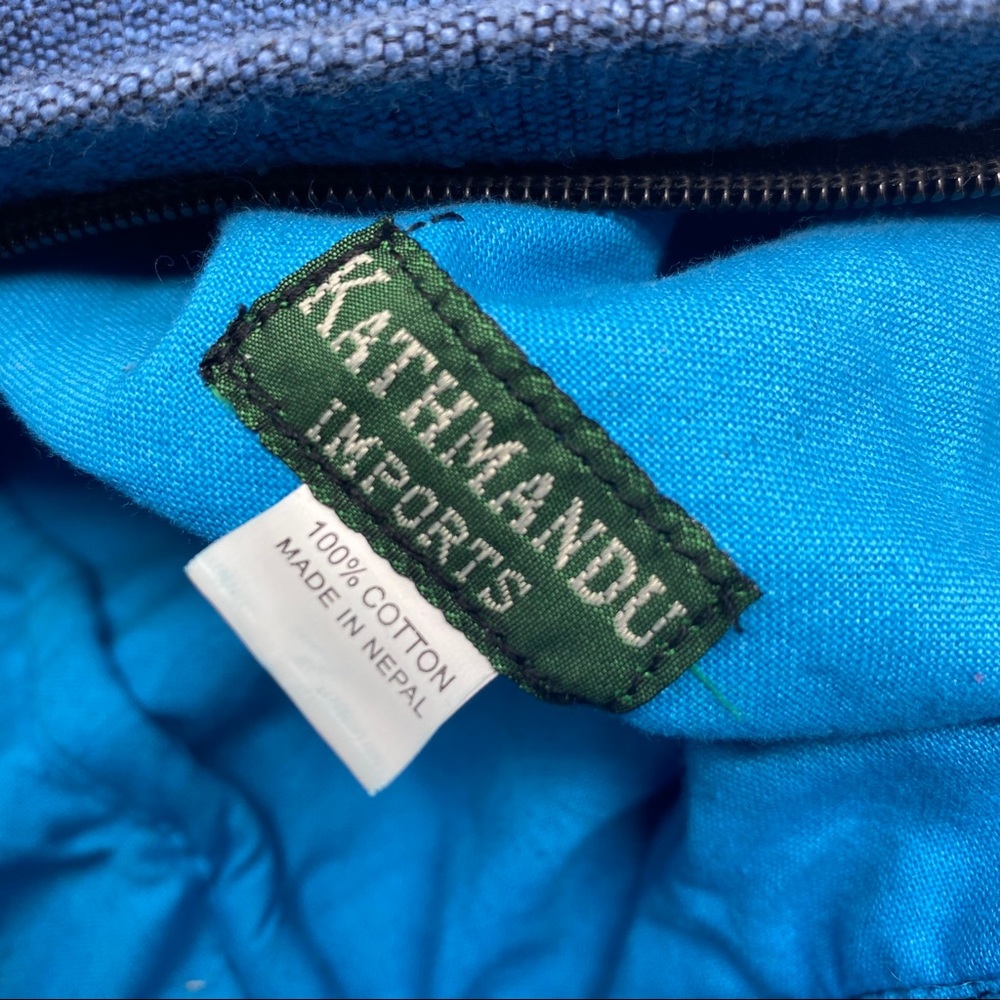 KATHMANDU
IMPORTS
100% COTTON
MADE IN NEPAL